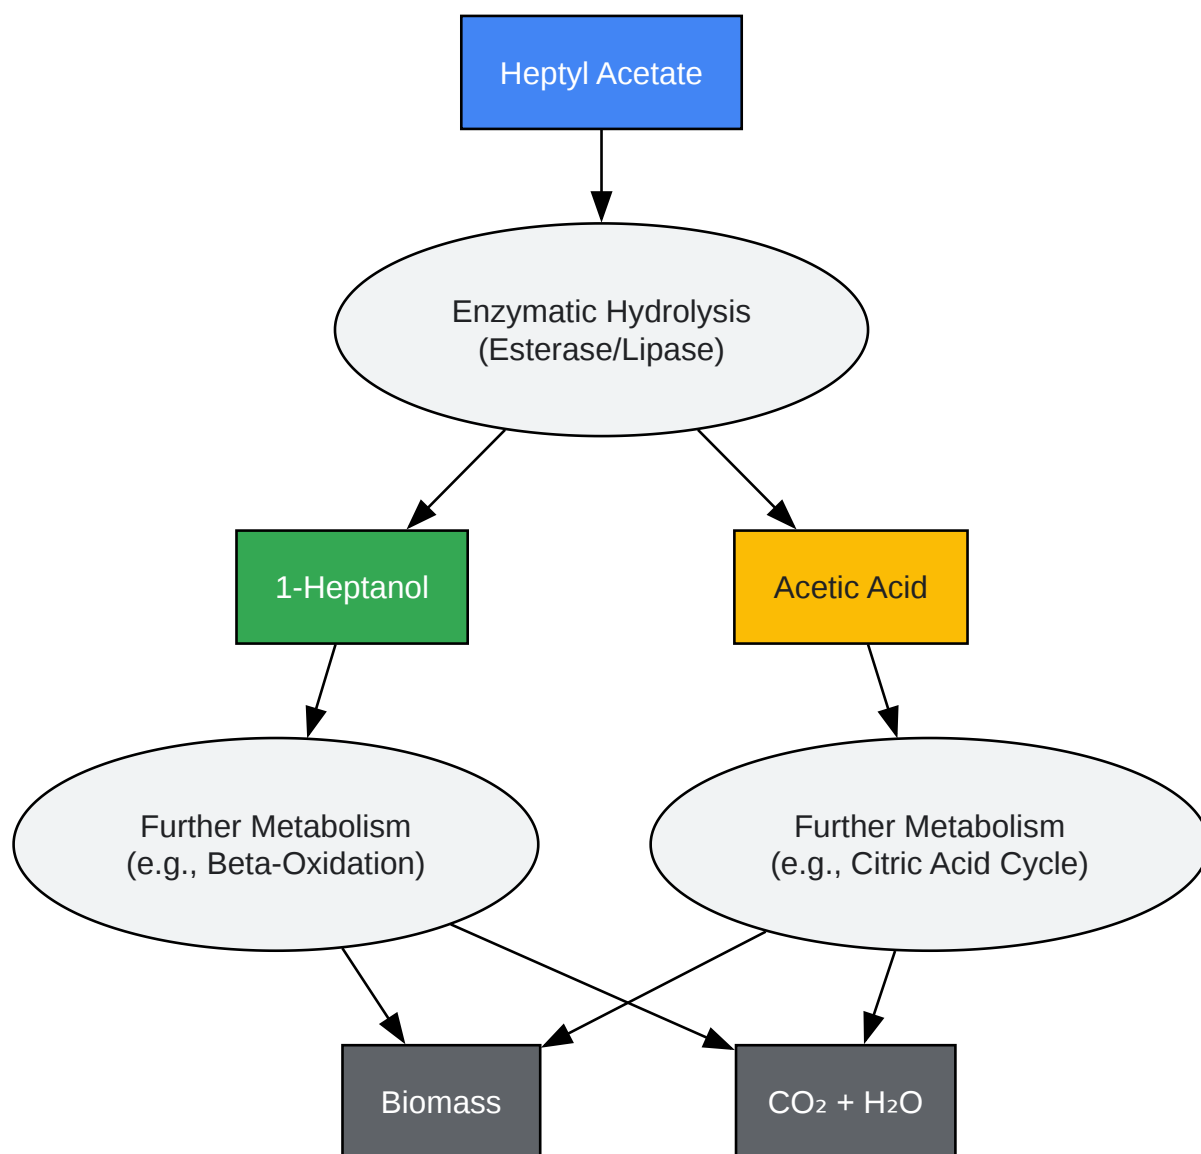 Heptyl Acetate
Enzymatic Hydrolysis
(Esterase/Lipase)
1-Heptanol
Acetic Acid
Further Metabolism
(e.g., Beta-Oxidation)
Further Metabolism
(e.g., Citric Acid Cycle)
Biomass
CO₂ + H₂O